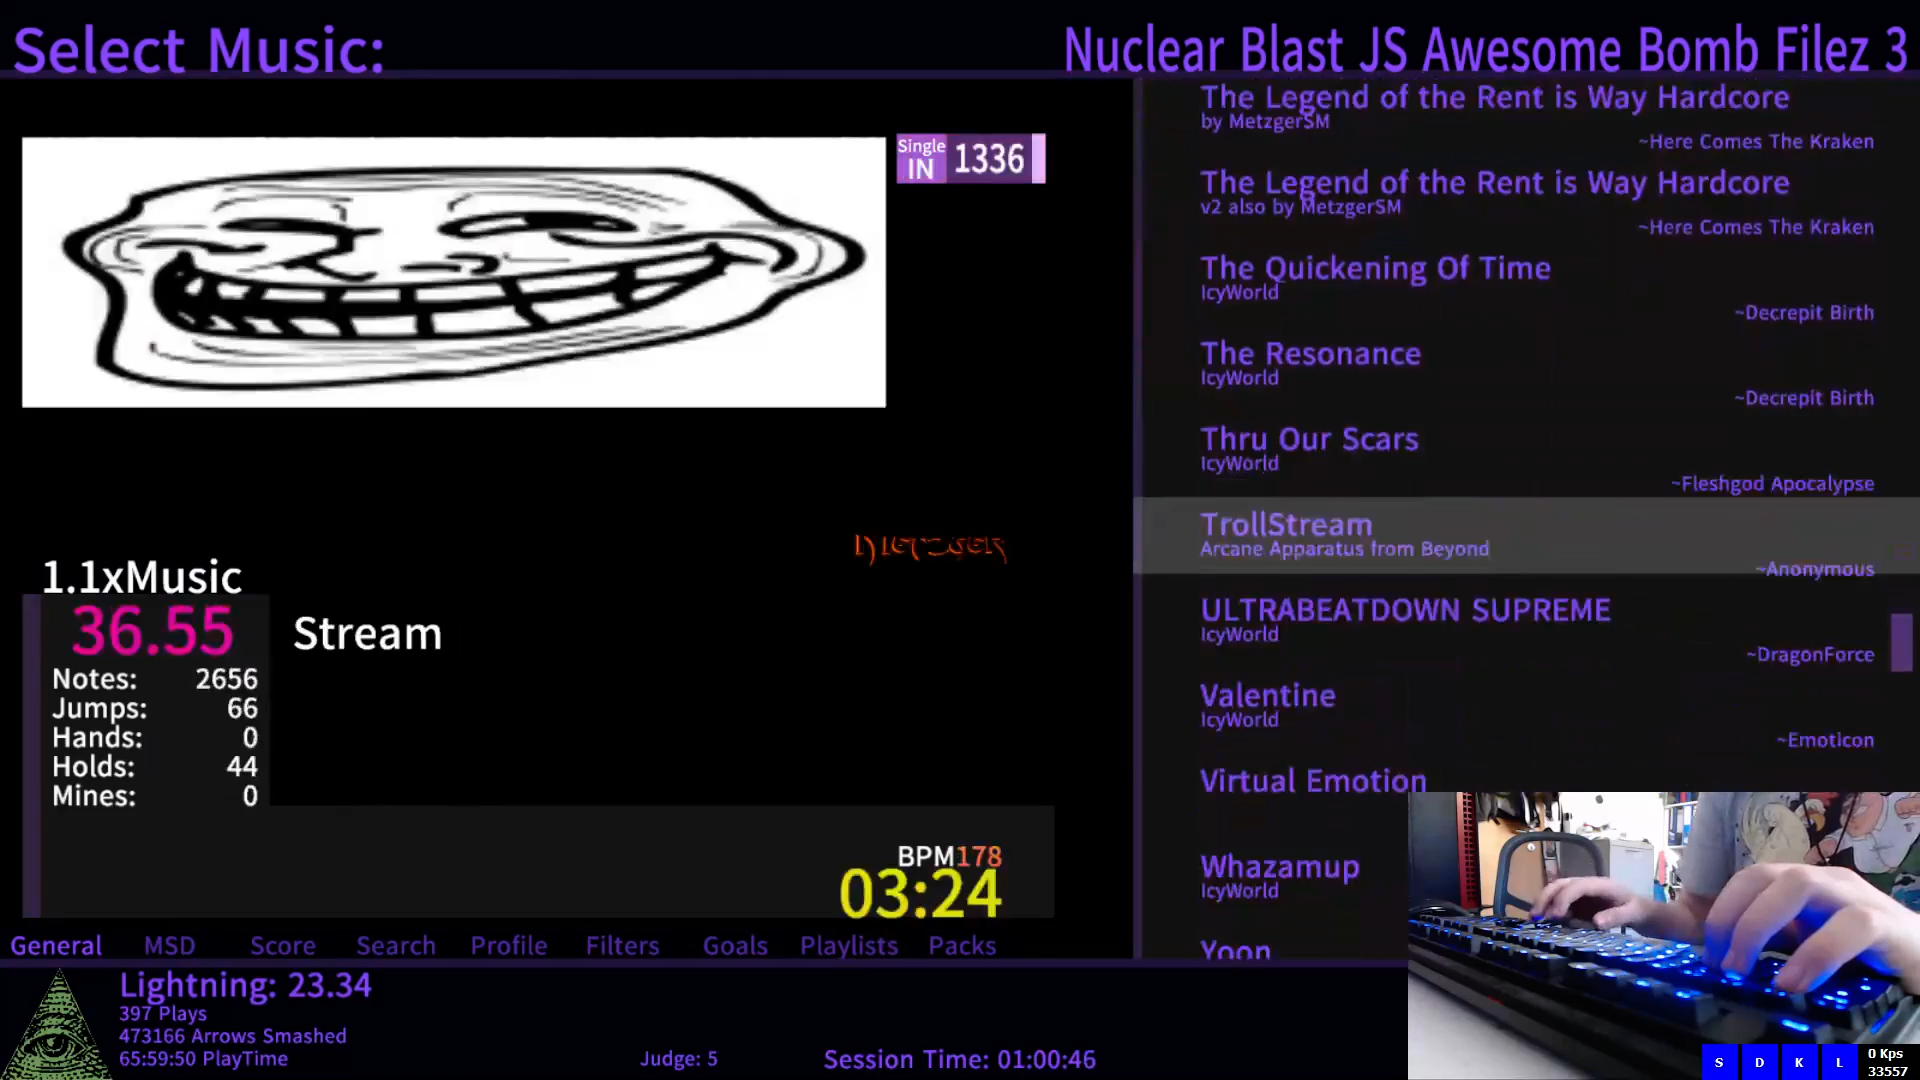 Select Music:
Nuclear Blast JS Awesome Bomb Filez 3
Single
IN
1336
1.1xMusic
36.55
Stream
Notes: 2656
Jumps: 66
Hands: 0
Holds: 44
Mines: 0
BPM178
03:24
The Legend of the Rent is Way Hardcore
by MetzgerSM
~Here Comes The Kraken
The Legend of the Rent is Way Hardcore
v2 also by MetzgerSM
~Here Comes The Kraken
The Quickening Of Time
IcyWorld
~Decrepit Birth
The Resonance
IcyWorld
~Decrepit Birth
Thru Our Scars
IcyWorld
~Fleshgod Apocalypse
TrollStream
Arcane Apparatus from Beyond
~Anonymous
ULTRABEATDOWN SUPREME
IcyWorld
~DragonForce
Valentine
IcyWorld
~Emoticon
Virtual Emotion
Whazamup
IcyWorld
Yoon
General MSD Score Search Profile Filters Goals Playlists Packs
Lightning: 23.34
397 Plays
473166 Arrows Smashed
65:59:50 PlayTime
Judge: 5
Session Time: 01:00:46
S D K L
0 Kps
33557